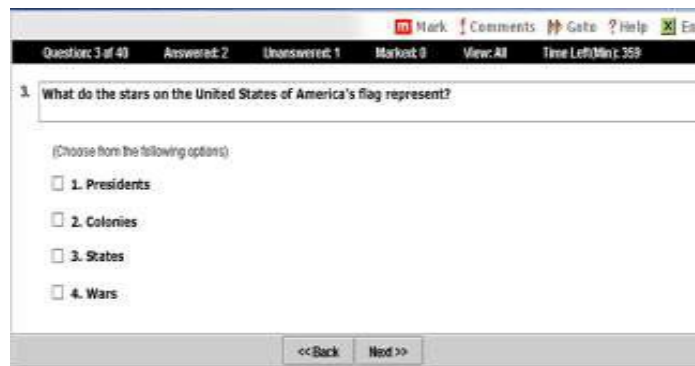 Mark Comments Goto ? Help
Question: 3 of 40 Answered: 2 Unanswered: 1 Marked: 0 View: All Time Left(Min): 359
3. What do the stars on the United States of America's flag represent?
(Choose from the following options)
1. Presidents
2. Colonies
3. States
4. Wars
<< Back Next >>